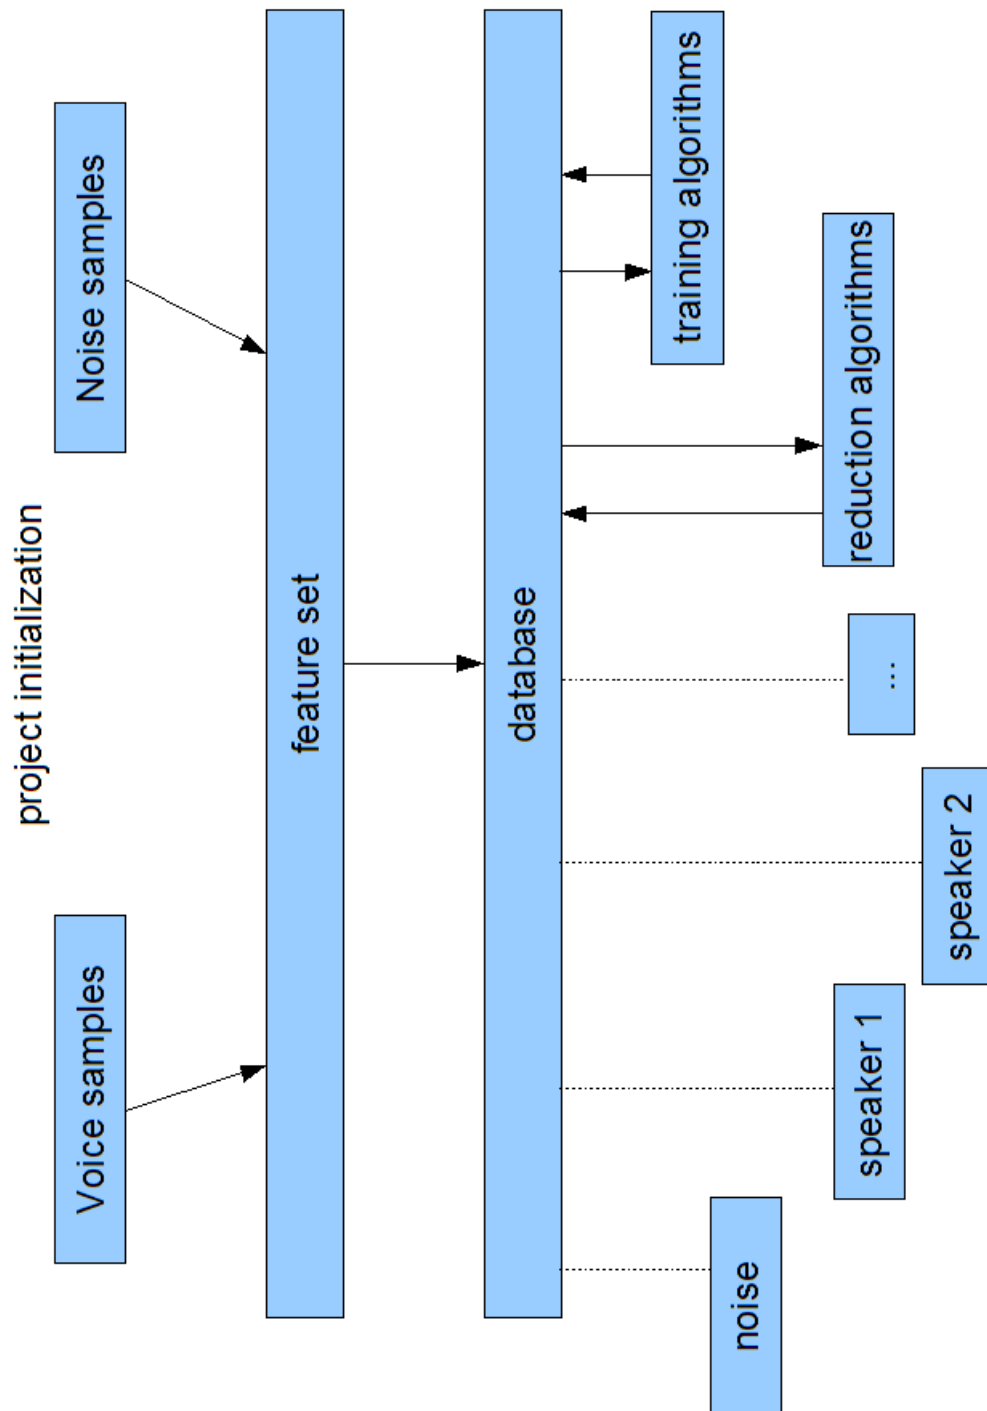 project initialization
Voice samples
Noise samples
feature set
database
noise
speaker 1
speaker 2
...
reduction algorithms
training algorithms